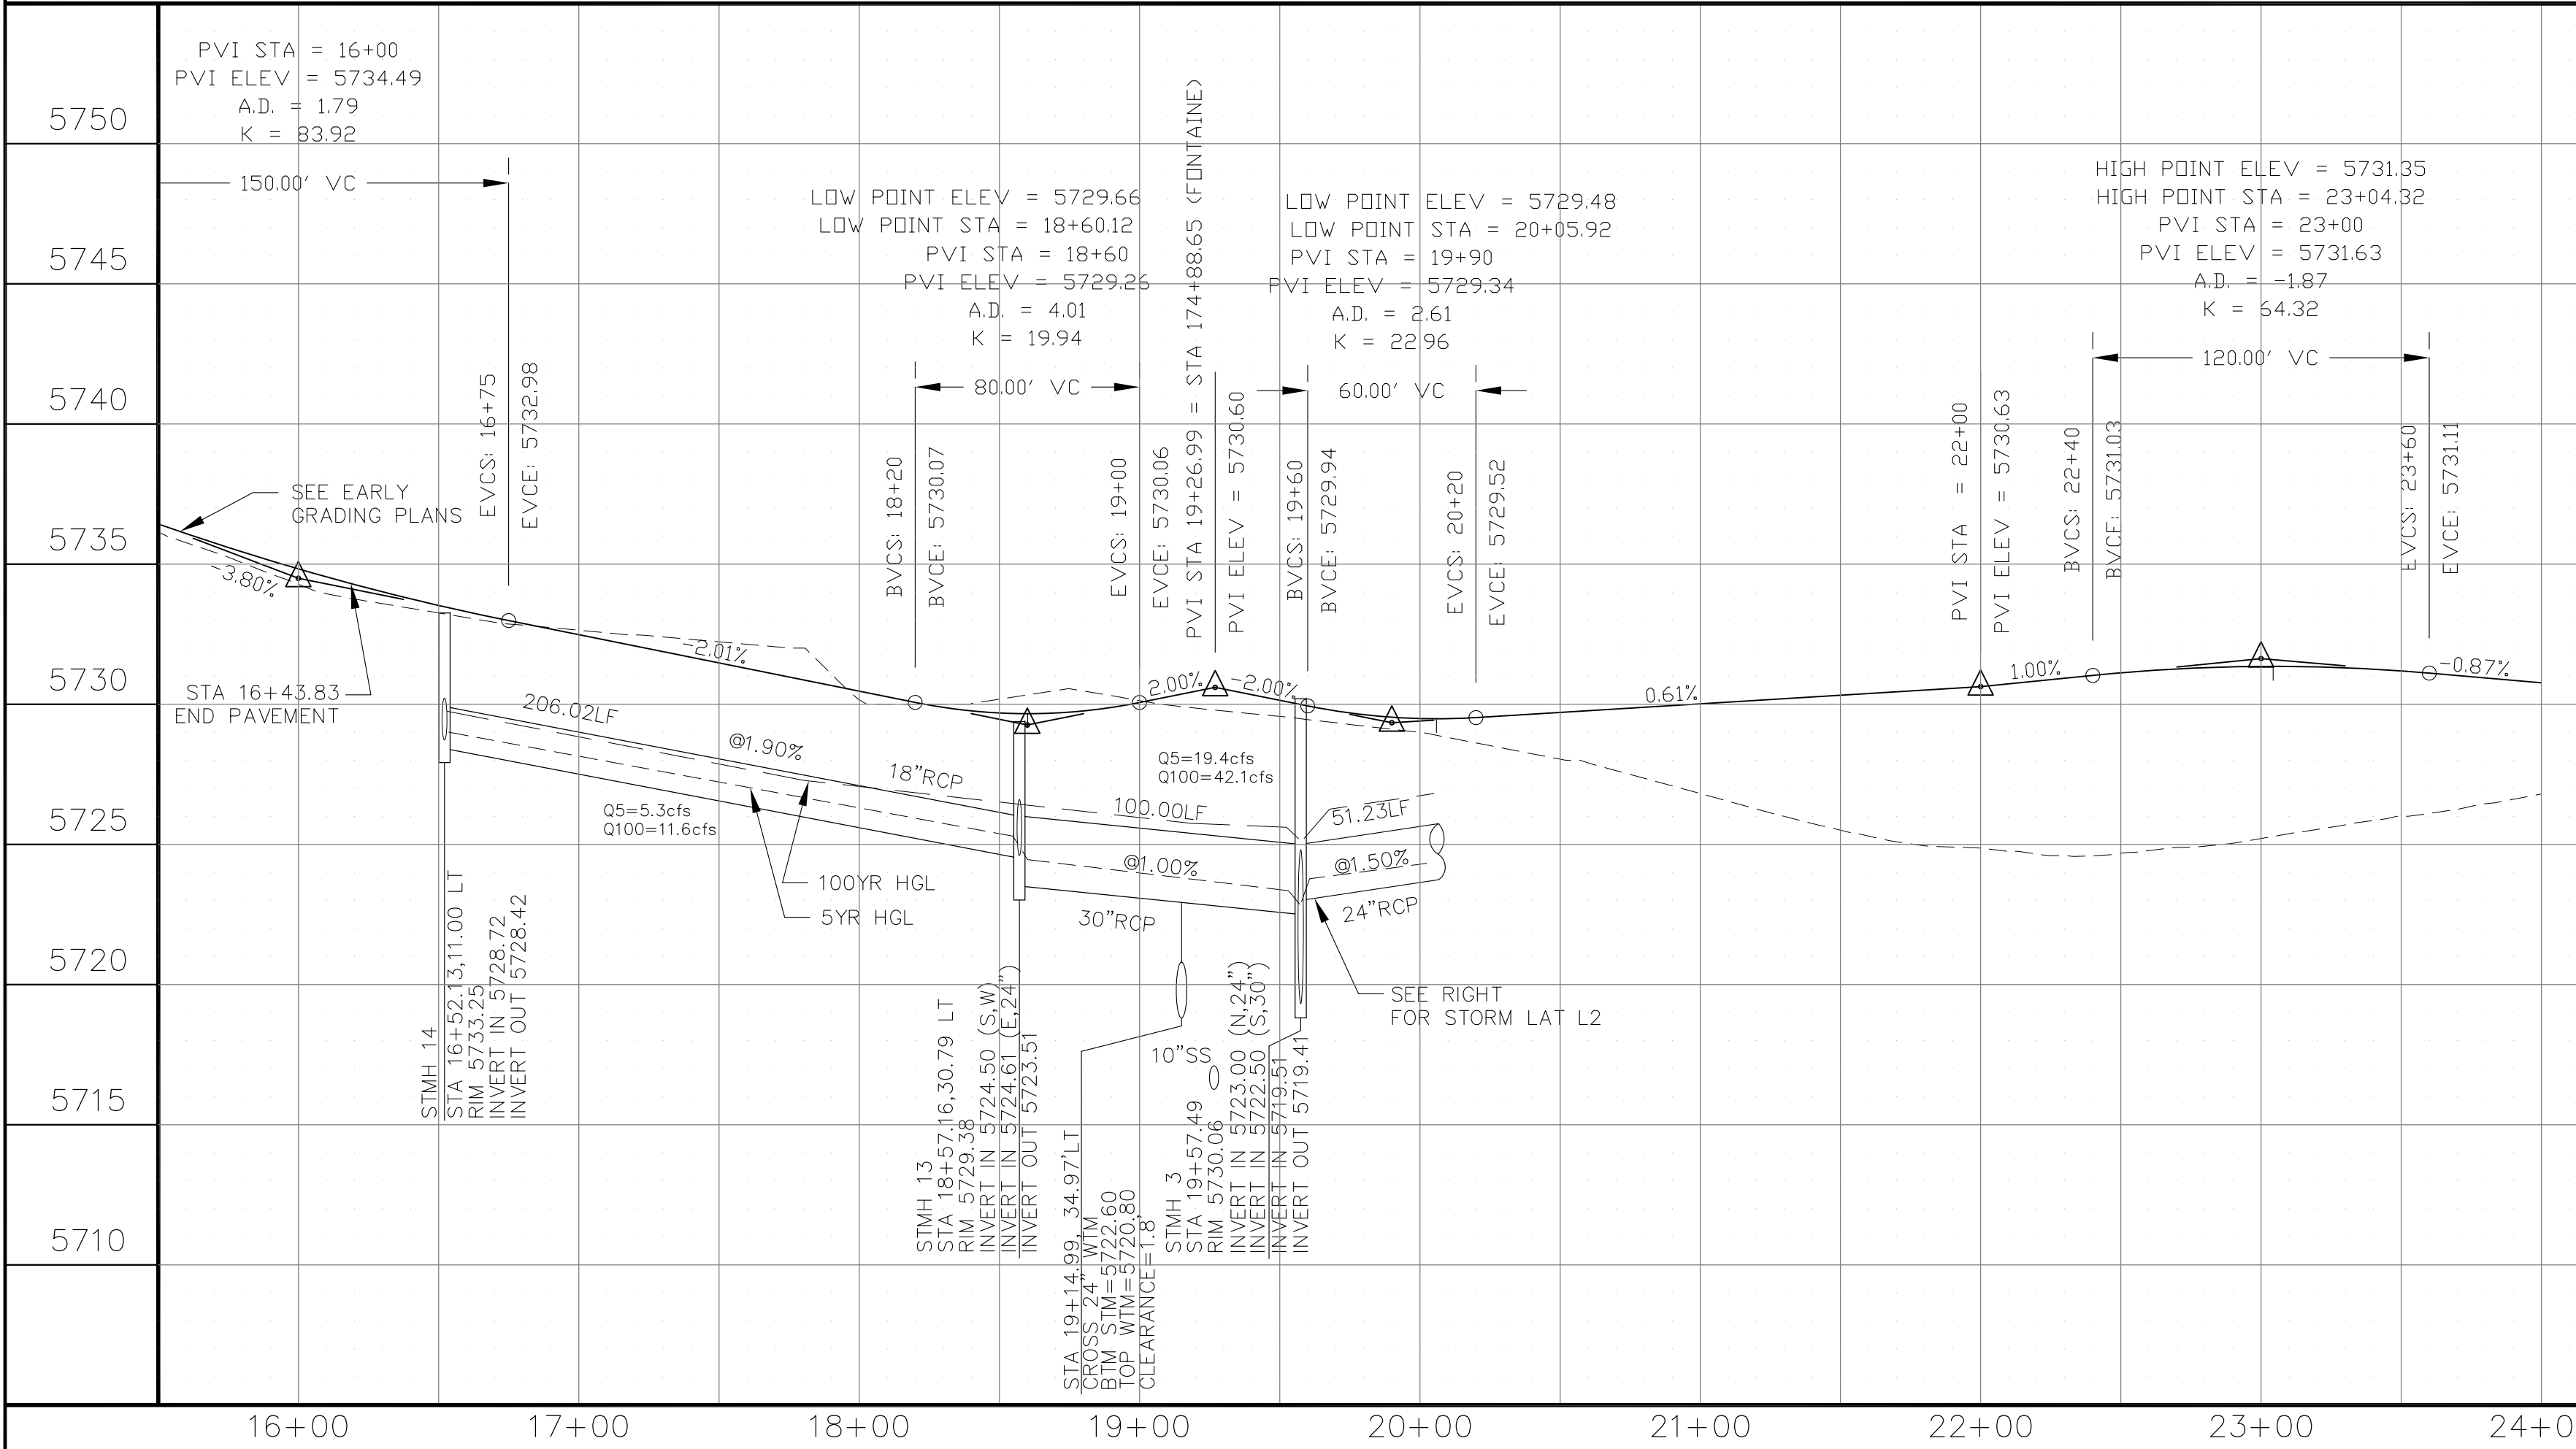 PVI STA = 16+00
PVI ELEV = 5734.49
A.D. = 1.79
K = 83.92
150.00' VC
EVCS: 16+75
EVCE: 5732.98
SEE EARLY
GRADING PLANS
-3.80%
STA 16+43.83
END PAVEMENT
-2.01%
LOW POINT ELEV = 5729.66
LOW POINT STA = 18+60.12
PVI STA = 18+60
PVI ELEV = 5729.26
A.D. = 4.01
K = 19.94
80.00' VC
BVCS: 18+20
BVCE: 5730.07
EVCS: 19+00
EVCE: 5730.06
2.00%
PVI STA 19+26.99 = STA 174+88.65 (FONTAINE)
PVI ELEV = 5730.60
-2.00%
LOW POINT ELEV = 5729.48
LOW POINT STA = 20+05.92
PVI STA = 19+90
PVI ELEV = 5729.34
A.D. = 2.61
K = 22.96
60.00' VC
BVCS: 19+60
BVCE: 5729.94
EVCS: 20+20
EVCE: 5729.52
0.61%
PVI STA = 22+00
PVI ELEV = 5730.63
1.00%
HIGH POINT ELEV = 5731.35
HIGH POINT STA = 23+04.32
PVI STA = 23+00
PVI ELEV = 5731.63
A.D. = -1.87
K = 64.32
120.00' VC
BVCS: 22+40
BVCE: 5731.03
EVCS: 23+60
EVCE: 5731.11
-0.87%
206.02LF
@1.90%
18"RCP
Q5=5.3cfs
Q100=11.6cfs
100YR HGL
5YR HGL
100.00LF
@1.00%
30"RCP
Q5=19.4cfs
Q100=42.1cfs
51.23LF
@1.50%
24"RCP
SEE RIGHT
FOR STORM LAT L2
10"SS
STMH 14
STA 16+52.13,11.00 LT
RIM 5733.25
INVERT IN 5728.72
INVERT OUT 5728.42
STMH 13
STA 18+57.16,30.79 LT
RIM 5729.38
INVERT IN 5724.50 (S,W)
INVERT IN 5724.61 (E,24")
INVERT OUT 5723.51
STA 19+14.99, 34.97'LT
CROSS 24" WTM
BTM STM=5722.60
TOP WTM=5720.80
CLEARANCE=1.8'
STMH 3
STA 19+57.49
RIM 5730.06
INVERT IN 5723.00 (N,24")
INVERT IN 5722.50 (S,30")
INVERT IN 5719.51
INVERT OUT 5719.41
5750
5745
5740
5735
5730
5725
5720
5715
5710
16+00
17+00
18+00
19+00
20+00
21+00
22+00
23+00
24+0